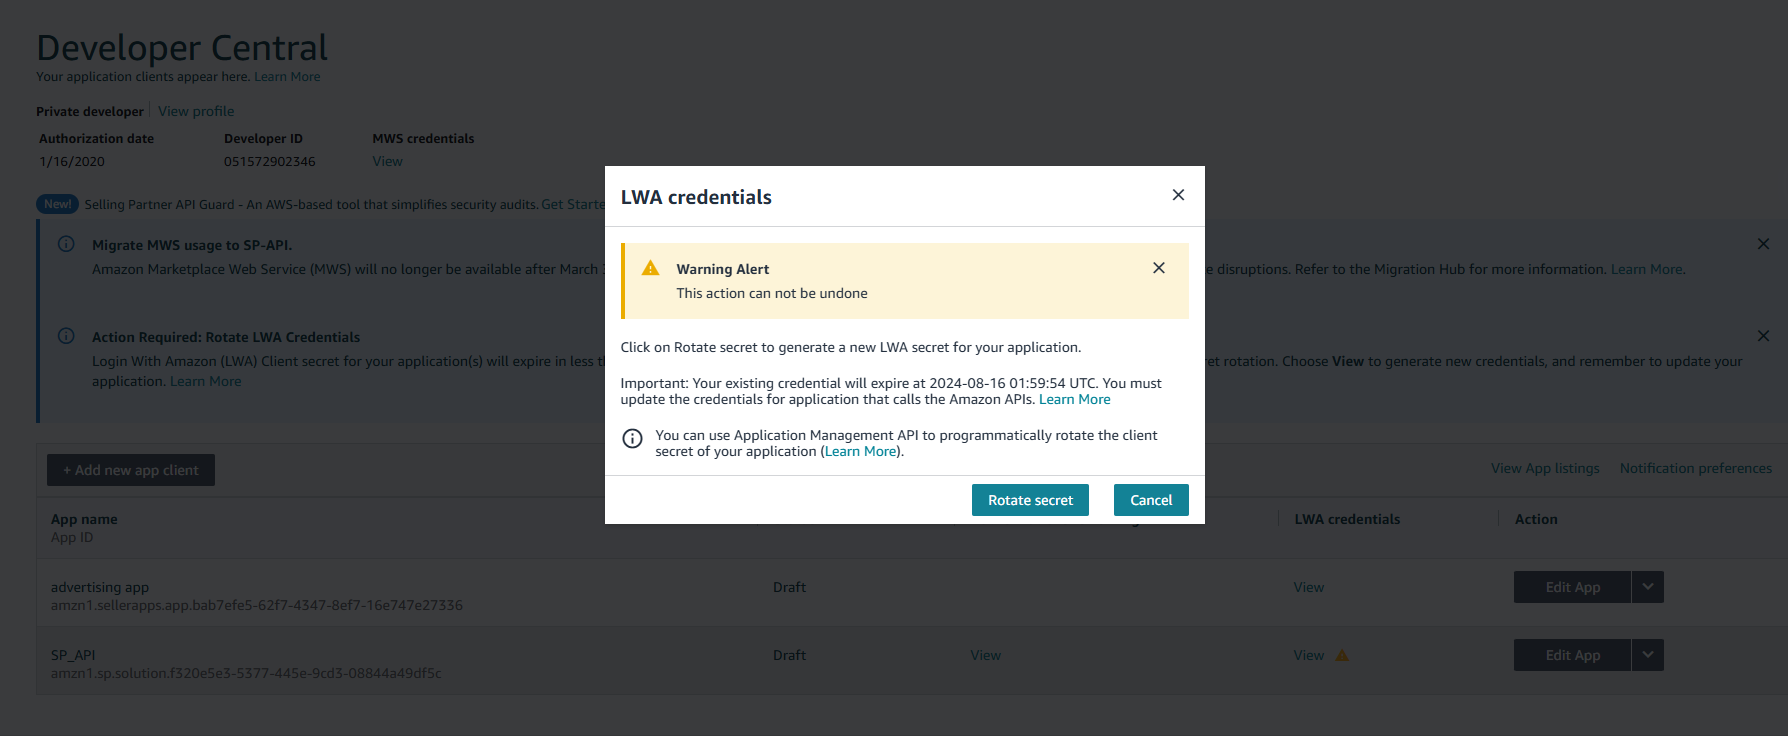 Developer Central
Your application clients appear here. Learn More
Private developer View profile
Authorization date Developer ID MWS credentials
1/16/2020 051572902346 View
New! Selling Partner API Guard - An AWS-based tool that simplifies security audits. Get Starte
Migrate MWS usage to SP-API.
Amazon Marketplace Web Service (MWS) will no longer be available after March
e disruptions. Refer to the Migration Hub for more information. Learn More.
Action Required: Rotate LWA Credentials
Login With Amazon (LWA) Client secret for your application(s) will expire in less th
ret rotation. Choose View to generate new credentials, and remember to update your
application. Learn More
LWA credentials
Warning Alert
This action can not be undone
Click on Rotate secret to generate a new LWA secret for your application.
Important: Your existing credential will expire at 2024-08-16 01:59:54 UTC. You must
update the credentials for application that calls the Amazon APIs. Learn More
You can use Application Management API to programmatically rotate the client
secret of your application (Learn More).
Rotate secret Cancel
+ Add new app client View App listings Notification preferences
App name LWA credentials Action
App ID
advertising app Draft View Edit App
amzn1.sellerapps.app.bab7efe5-62f7-4347-8ef7-16e747e27336
SP_API Draft View View Edit App
amzn1.sp.solution.f320e5e3-5377-445e-9cd3-08844a49df5c